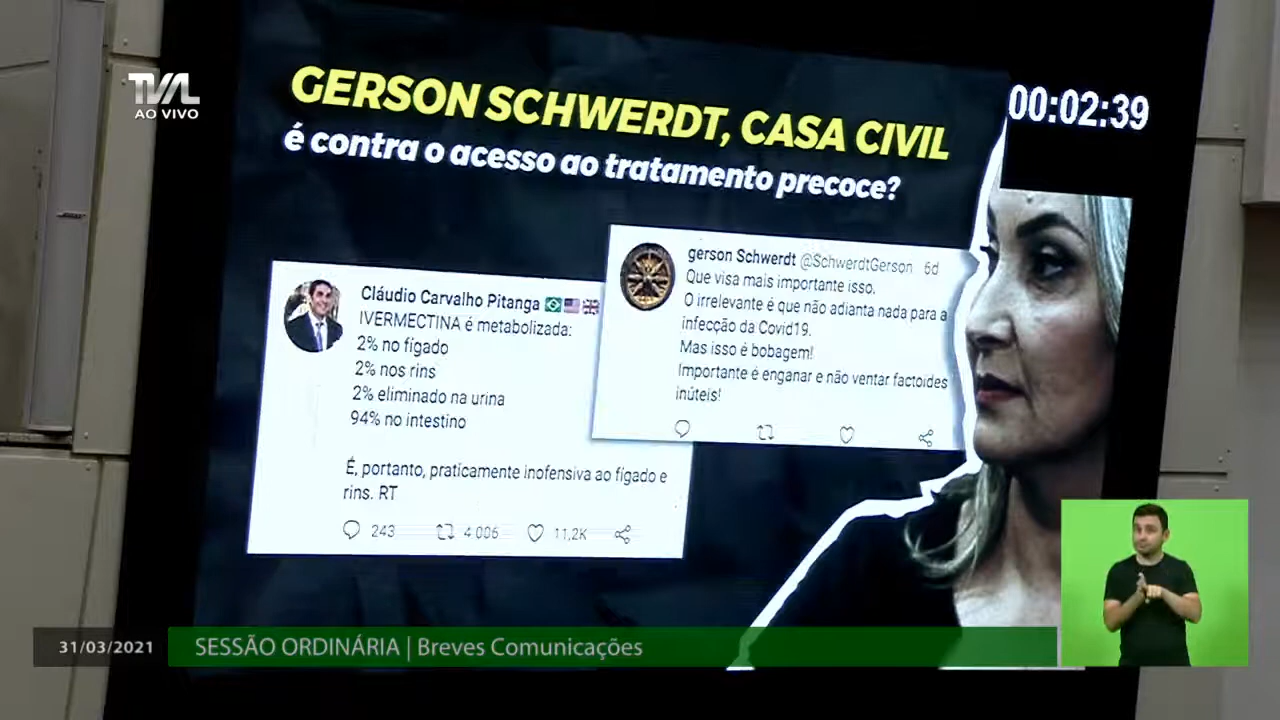 TVAL
AO VIVO
GERSON SCHWERDT, CASA CIVIL
é contra o acesso ao tratamento precoce?
00:02:39
Cláudio Carvalho Pitanga
IVERMECTINA é metabolizada:
2% no fígado
2% nos rins
2% eliminado na urina
94% no intestino
É, portanto, praticamente inofensiva ao fígado e
rins. RT
243 4.006 11,2K
gerson Schwerdt @SchwerdtGerson 6d
Que visa mais importante isso.
O irrelevante é que não adianta nada para a
infecção da Covid19.
Mas isso é bobagem!
Importante é enganar e não ventar factoides
inúteis!
31/03/2021
SESSÃO ORDINÁRIA | Breves Comunicações